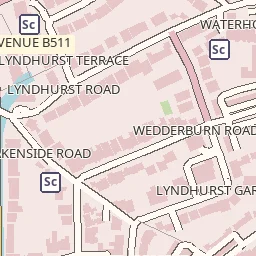 Sc
WATERHO
VENUE B511
Sc
LYNDHURST TERRACE
LYNDHURST ROAD
WEDDERBURN ROAD
KENSIDE ROAD
Sc
LYNDHURST GAR